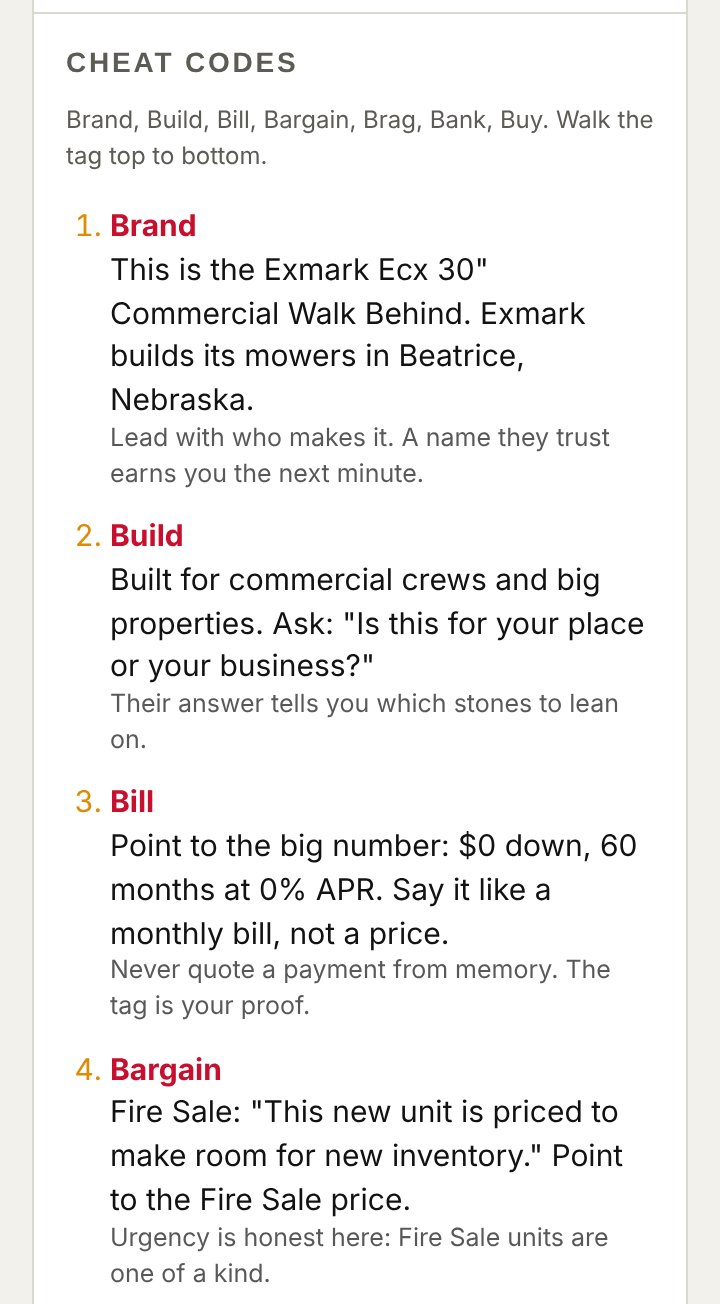 CHEAT CODES
Brand, Build, Bill, Bargain, Brag, Bank, Buy. Walk the
tag top to bottom.
1. Brand
This is the Exmark Ecx 30"
Commercial Walk Behind. Exmark
builds its mowers in Beatrice,
Nebraska.
Lead with who makes it. A name they trust
earns you the next minute.
2. Build
Built for commercial crews and big
properties. Ask: "Is this for your place
or your business?"
Their answer tells you which stones to lean
on.
3. Bill
Point to the big number: $0 down, 60
months at 0% APR. Say it like a
monthly bill, not a price.
Never quote a payment from memory. The
tag is your proof.
4. Bargain
Fire Sale: "This new unit is priced to
make room for new inventory." Point
to the Fire Sale price.
Urgency is honest here: Fire Sale units are
one of a kind.